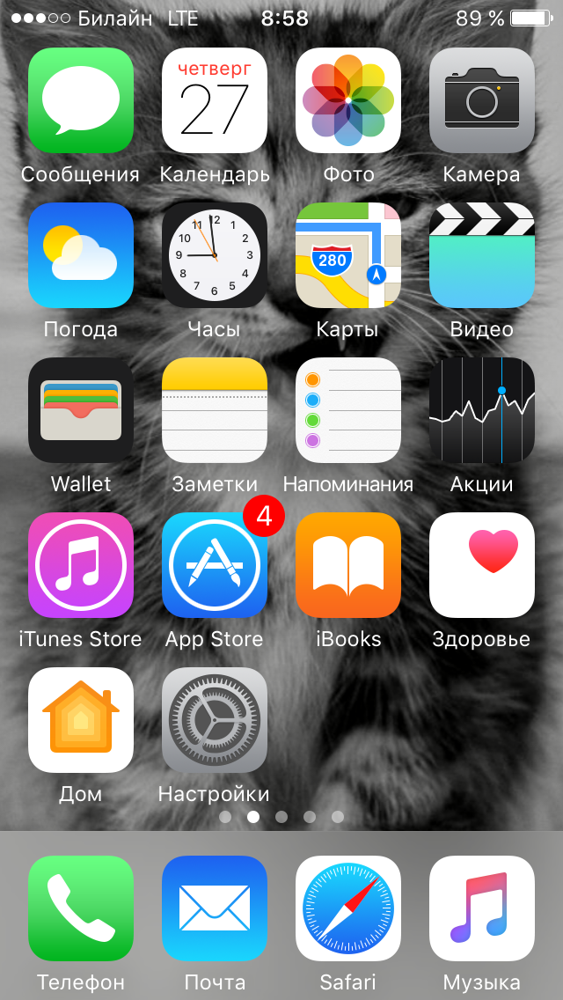 Билайн LTE 8:58 89 %
четверг
27
Сообщения Календарь Фото Камера
11 12 1
10 2
9 3
8 4
7 6 5
280
Погода Часы Карты Видео
Wallet Заметки Напоминания Акции
4
iTunes Store App Store iBooks Здоровье
Дом Настройки
Телефон Почта Safari Музыка